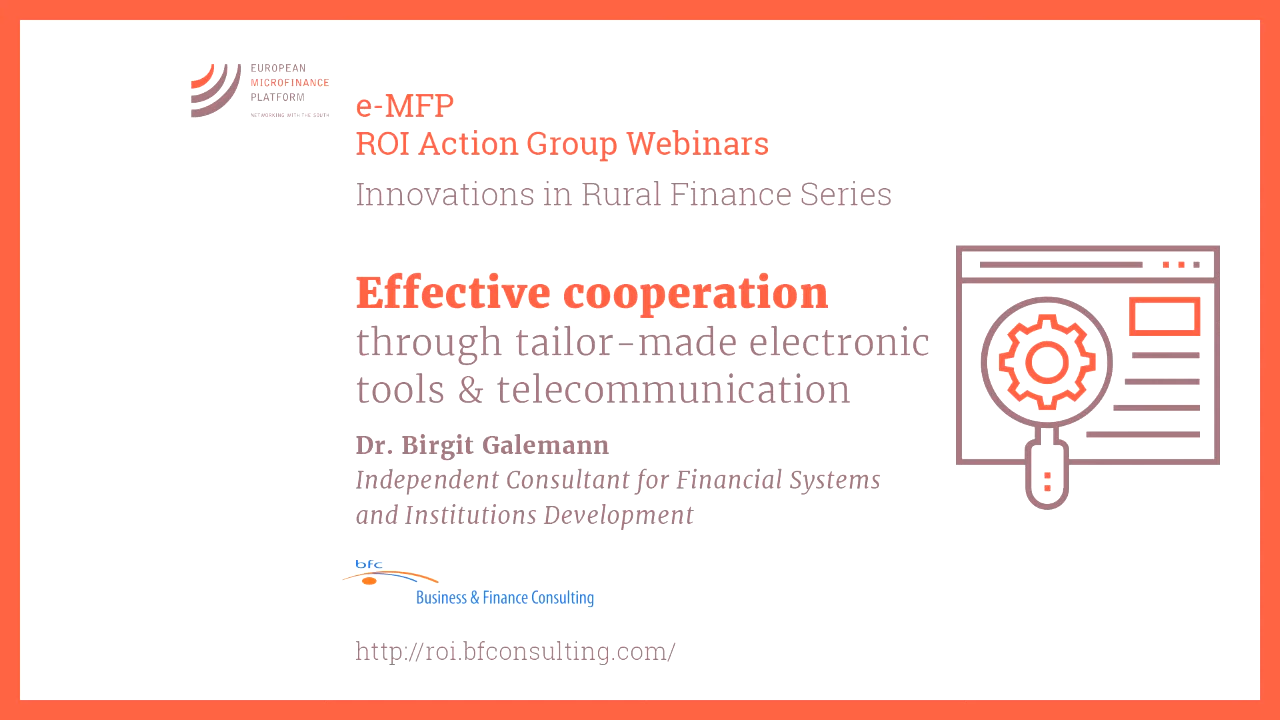 EUROPEAN
MICROFINANCE
PLATFORM
NETWORKING WITH THE SOUTH
e-MFP
ROI Action Group Webinars
Innovations in Rural Finance Series
Effective cooperation
through tailor-made electronic
tools & telecommunication
Dr. Birgit Galemann
Independent Consultant for Financial Systems
and Institutions Development
bfc
Business & Finance Consulting
http://roi.bfconsulting.com/